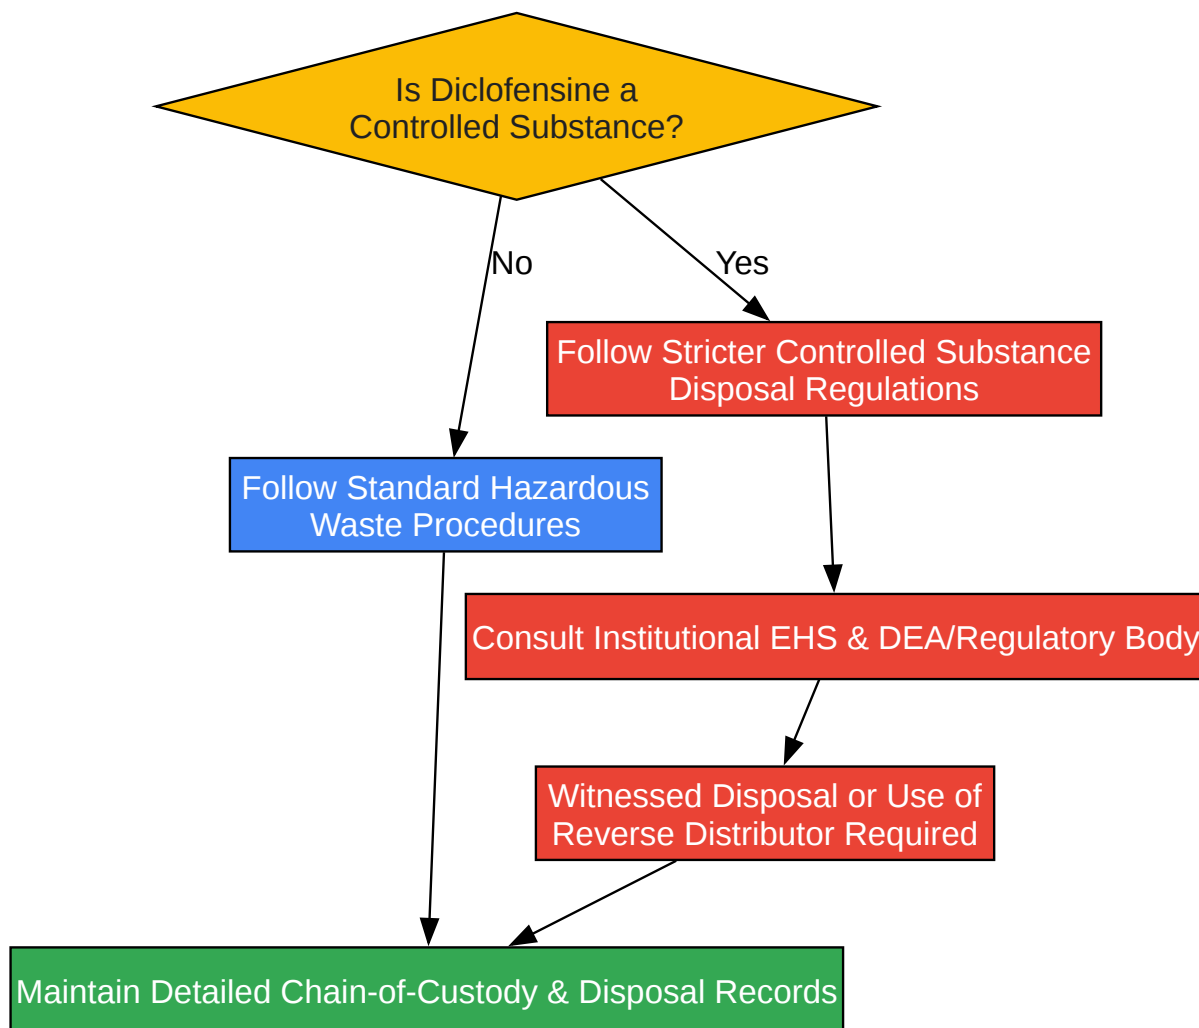 Is Diclofensine a
Controlled Substance?
No
Yes
Follow Stricter Controlled Substance
Disposal Regulations
Follow Standard Hazardous
Waste Procedures
Consult Institutional EHS & DEA/Regulatory Body
Witnessed Disposal or Use of
Reverse Distributor Required
Maintain Detailed Chain-of-Custody & Disposal Records